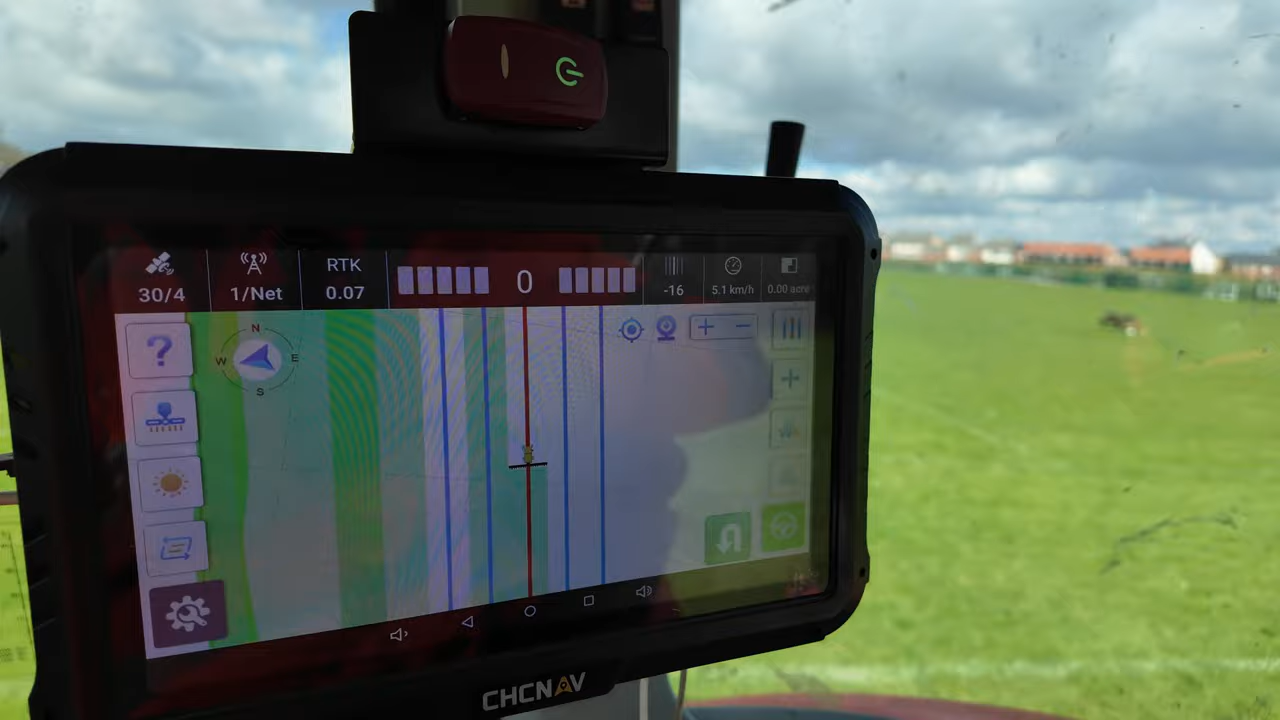 RTK
30/4
1/Net
0.07
0
-16
5.1 km/h
0.00 acre
N
W
E
S
?
CHCNAV